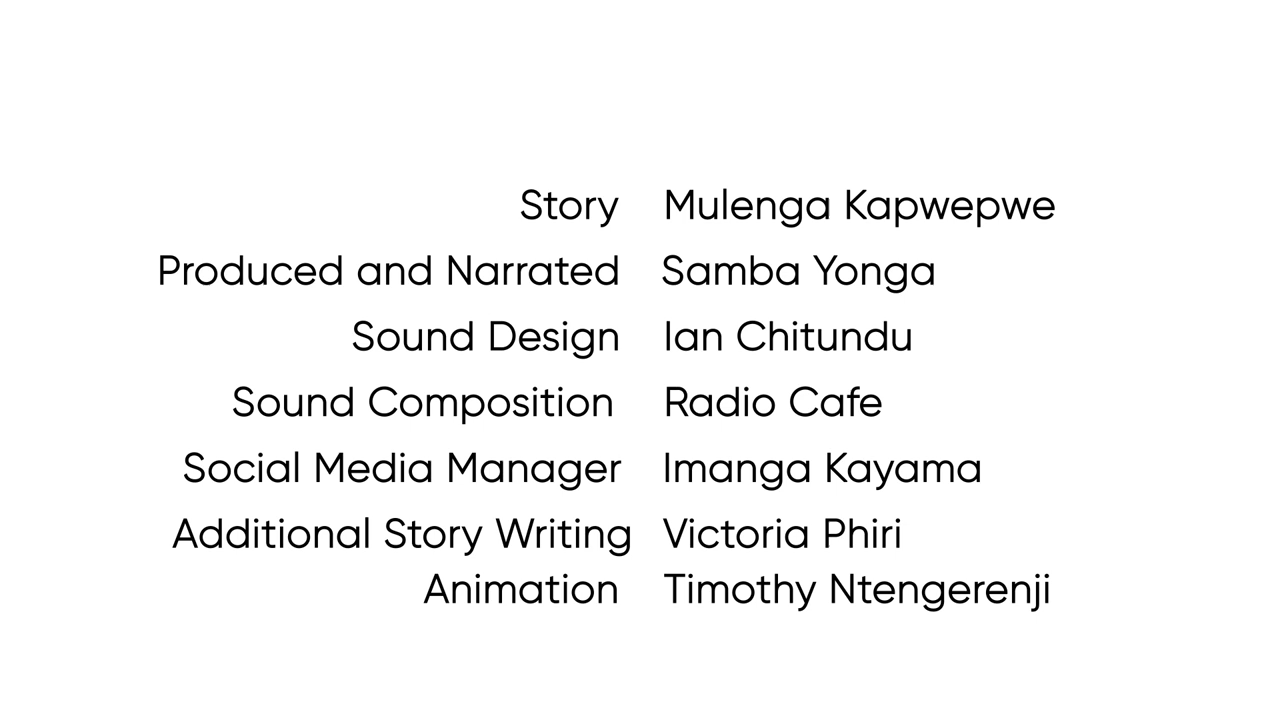 Story Mulenga Kapwepwe
Produced and Narrated Samba Yonga
Sound Design Ian Chitundu
Sound Composition Radio Cafe
Social Media Manager Imanga Kayama
Additional Story Writing Victoria Phiri
Animation Timothy Ntengerenji